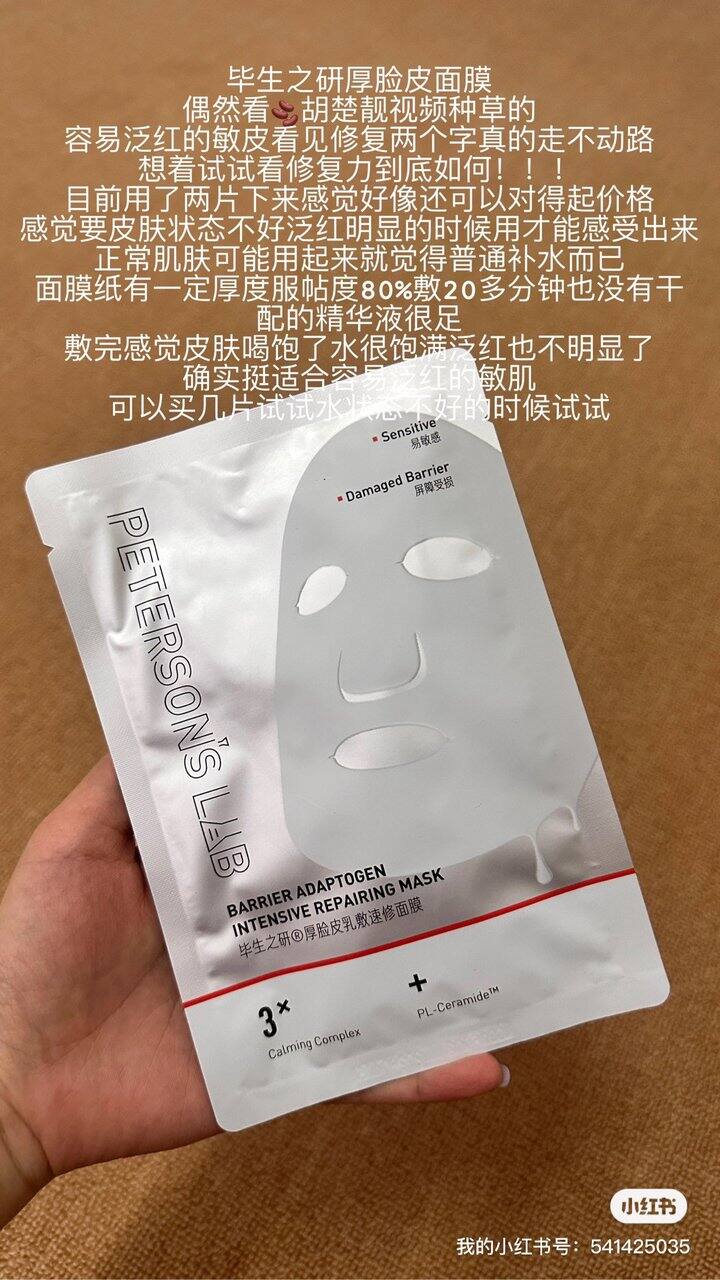 毕生之研厚脸皮面膜
偶然看🫘胡楚靓视频种草的
容易泛红的敏皮看见修复两个字真的走不动路
想着试试看修复力到底如何！！！
目前用了两片下来感觉好像还可以对得起价格
感觉要皮肤状态不好泛红明显的时候用才能感受出来
正常肌肤可能用起来就觉得普通补水而已
面膜纸有一定厚度服帖度80%敷20多分钟也没有干
配的精华液很足
敷完感觉皮肤喝饱了水很饱满泛红也不明显了
确实挺适合容易泛红的敏肌
可以买几片试试水状态不好的时候试试
Sensitive
易敏感
Damaged Barrier
屏障受损
PETERSON'S LAB
BARRIER ADAPTOGEN
INTENSIVE REPAIRING MASK
毕生之研®厚脸皮乳敷速修面膜
3×
Calming Complex
+
PL-Ceramide™
小红书
我的小红书号：541425035